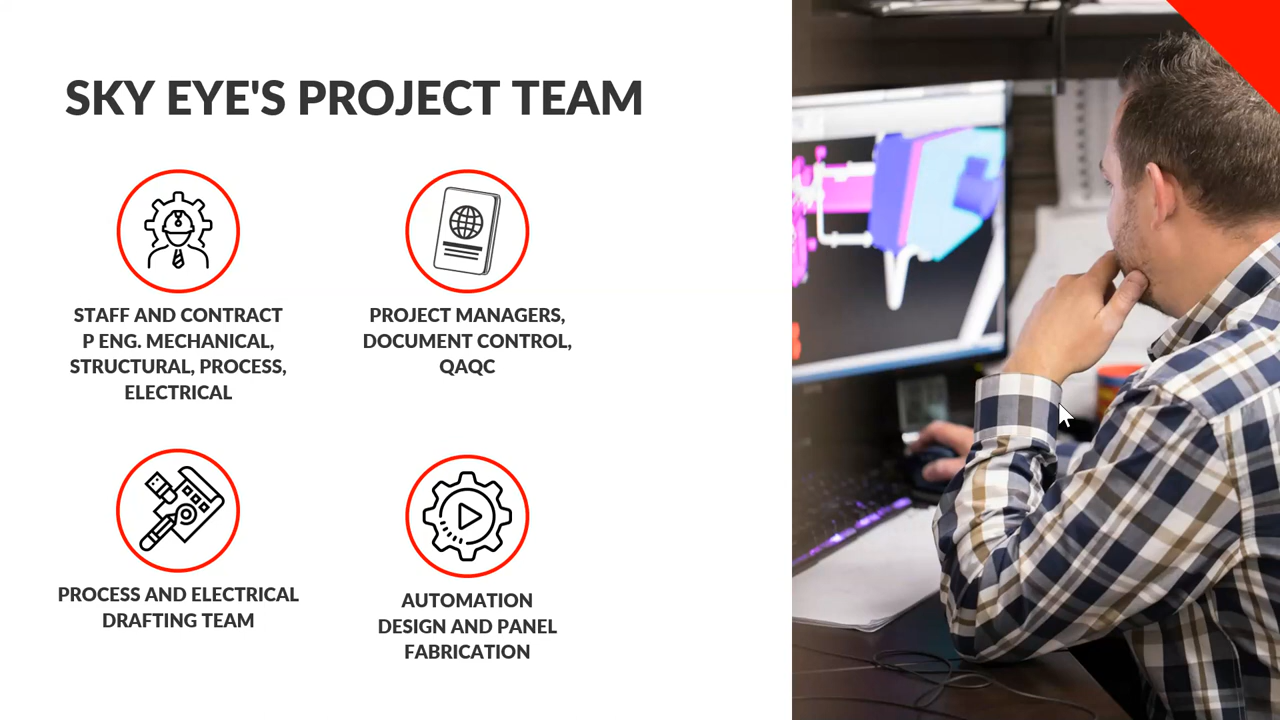 SKY EYE'S PROJECT TEAM
STAFF AND CONTRACT
P ENG. MECHANICAL,
STRUCTURAL, PROCESS,
ELECTRICAL
PROJECT MANAGERS,
DOCUMENT CONTROL,
QAQC
PROCESS AND ELECTRICAL
DRAFTING TEAM
AUTOMATION
DESIGN AND PANEL
FABRICATION